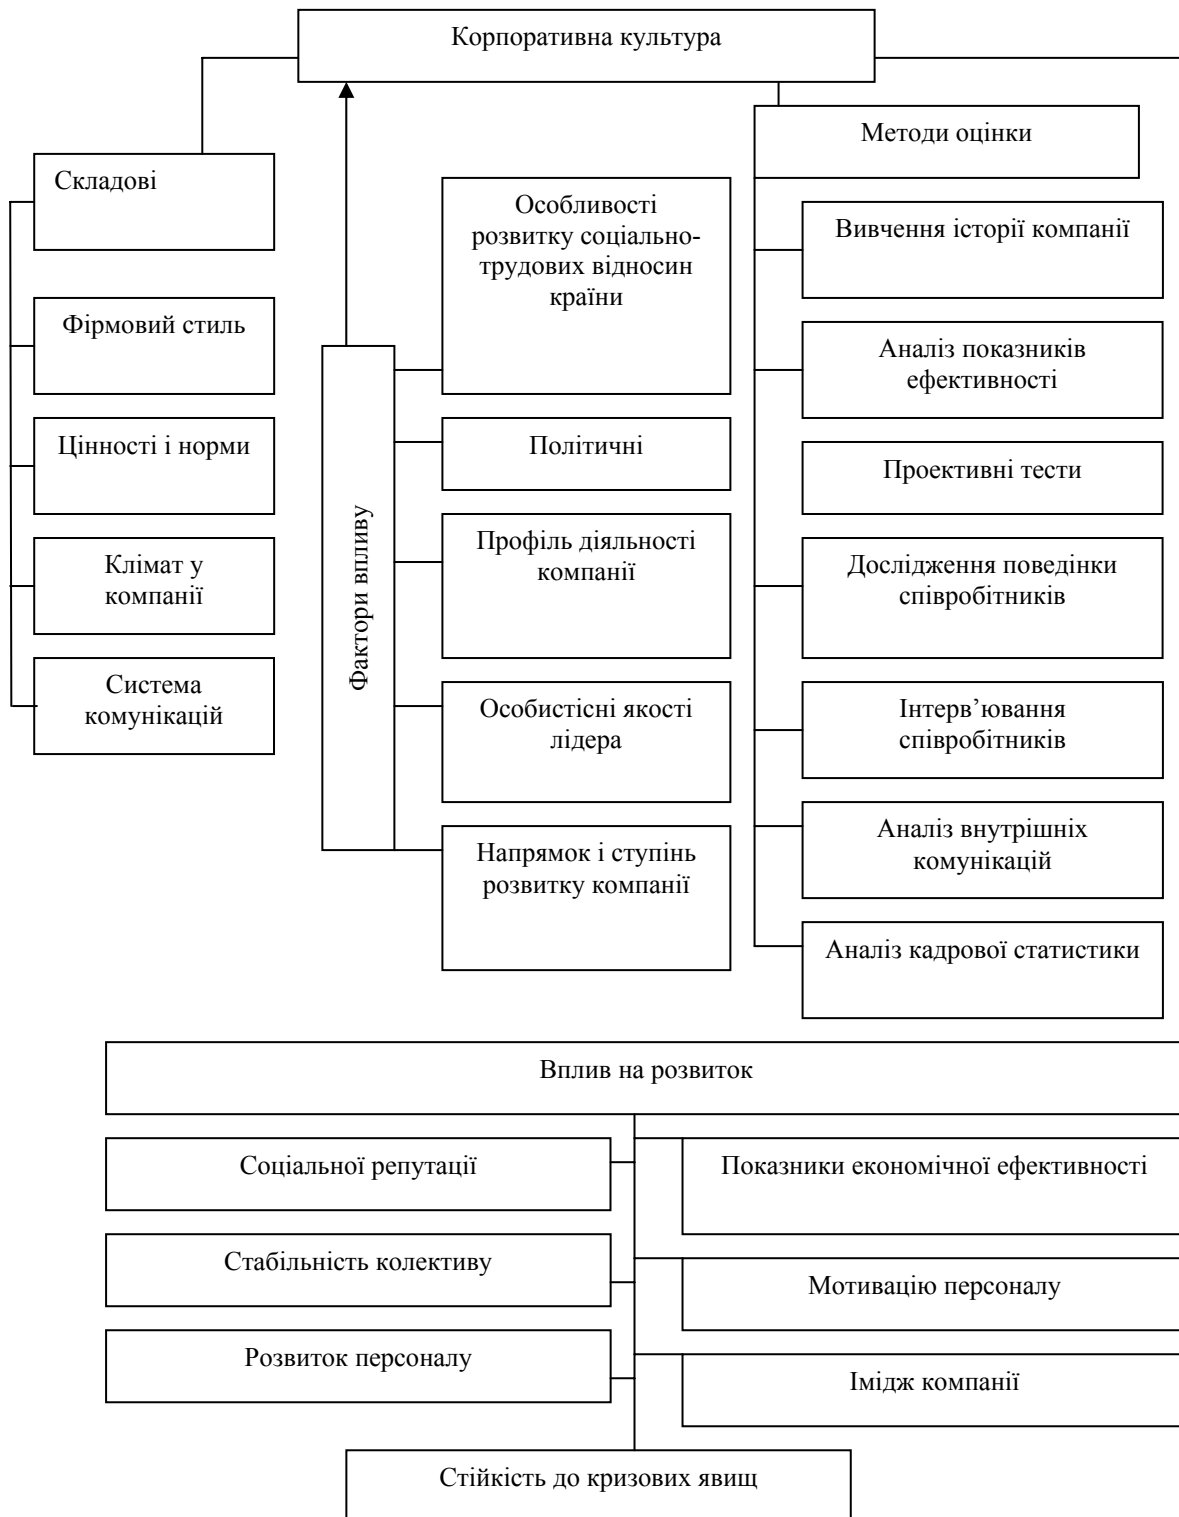 Корпоративна культура
Складові
Фірмовий стиль
Цінності і норми
Клімат у
компанії
Система
комунікацій
Фактори впливу
Особливості
розвитку соціально-
трудових відносин
країни
Політичні
Профіль діяльності
компанії
Особистісні якості
лідера
Напрямок і ступінь
розвитку компанії
Методи оцінки
Вивчення історії компанії
Аналіз показників
ефективності
Проективні тести
Дослідження поведінки
співробітників
Інтерв’ювання
співробітників
Аналіз внутрішніх
комунікацій
Аналіз кадрової статистики
Вплив на розвиток
Соціальної репутації
Показники економічної ефективності
Стабільність колективу
Мотивацію персоналу
Розвиток персоналу
Імідж компанії
Стійкість до кризових явищ